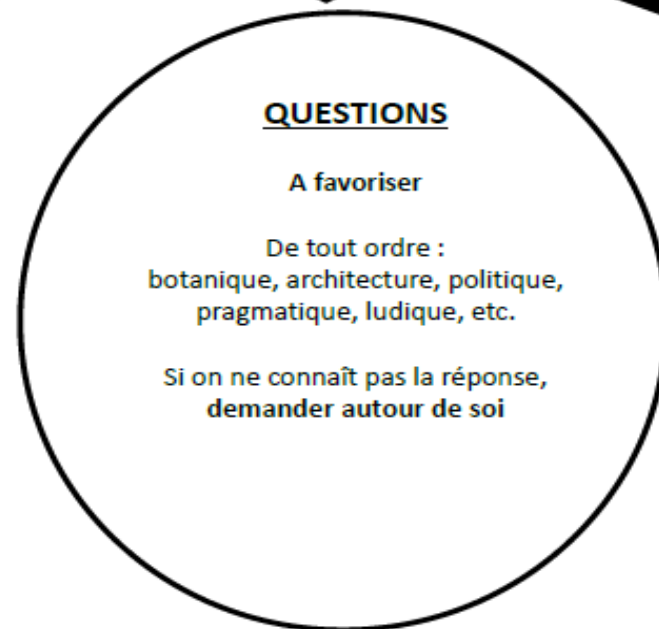 QUESTIONS
A favoriser
De tout ordre :
botanique, architecture, politique,
pragmatique, ludique, etc.
Si on ne connaît pas la réponse,
demander autour de soi